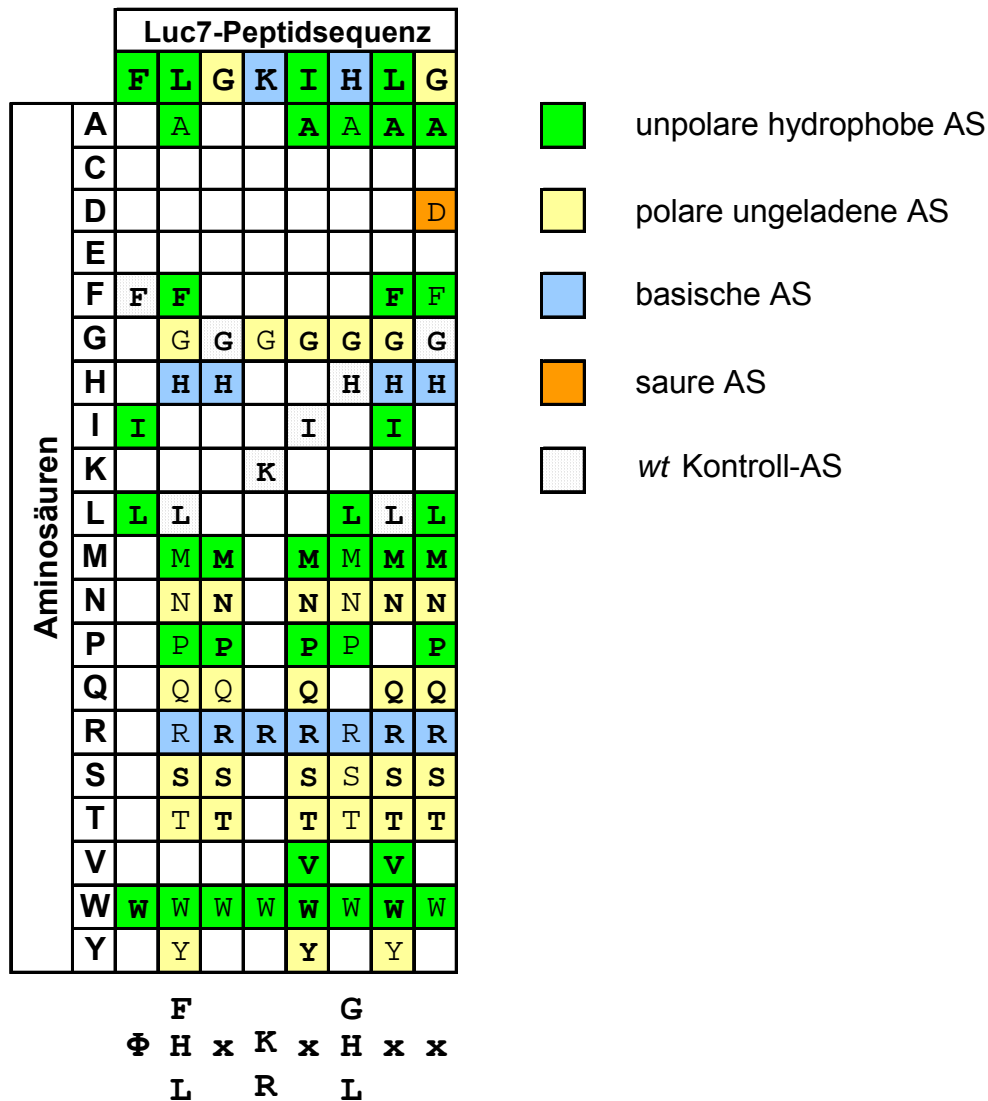 Luc7-Peptidsequenz
F L G K I H L G
Aminosäuren
A A A A A A
C
D D
E
F F F F F
G G G G G G G G
H H H H H H
I I I I
K K
L L L L L L
M M M M M M M
N N N N N N N
P P P P P P
Q Q Q Q Q Q
R R R R R R R R
S S S S S S S
T T T T T T T
V V V
W W W W W W W W W
Y Y Y Y
F G
Φ H x K x H x x
L R L
unpolare hydrophobe AS
polare ungeladene AS
basische AS
saure AS
wt Kontroll-AS